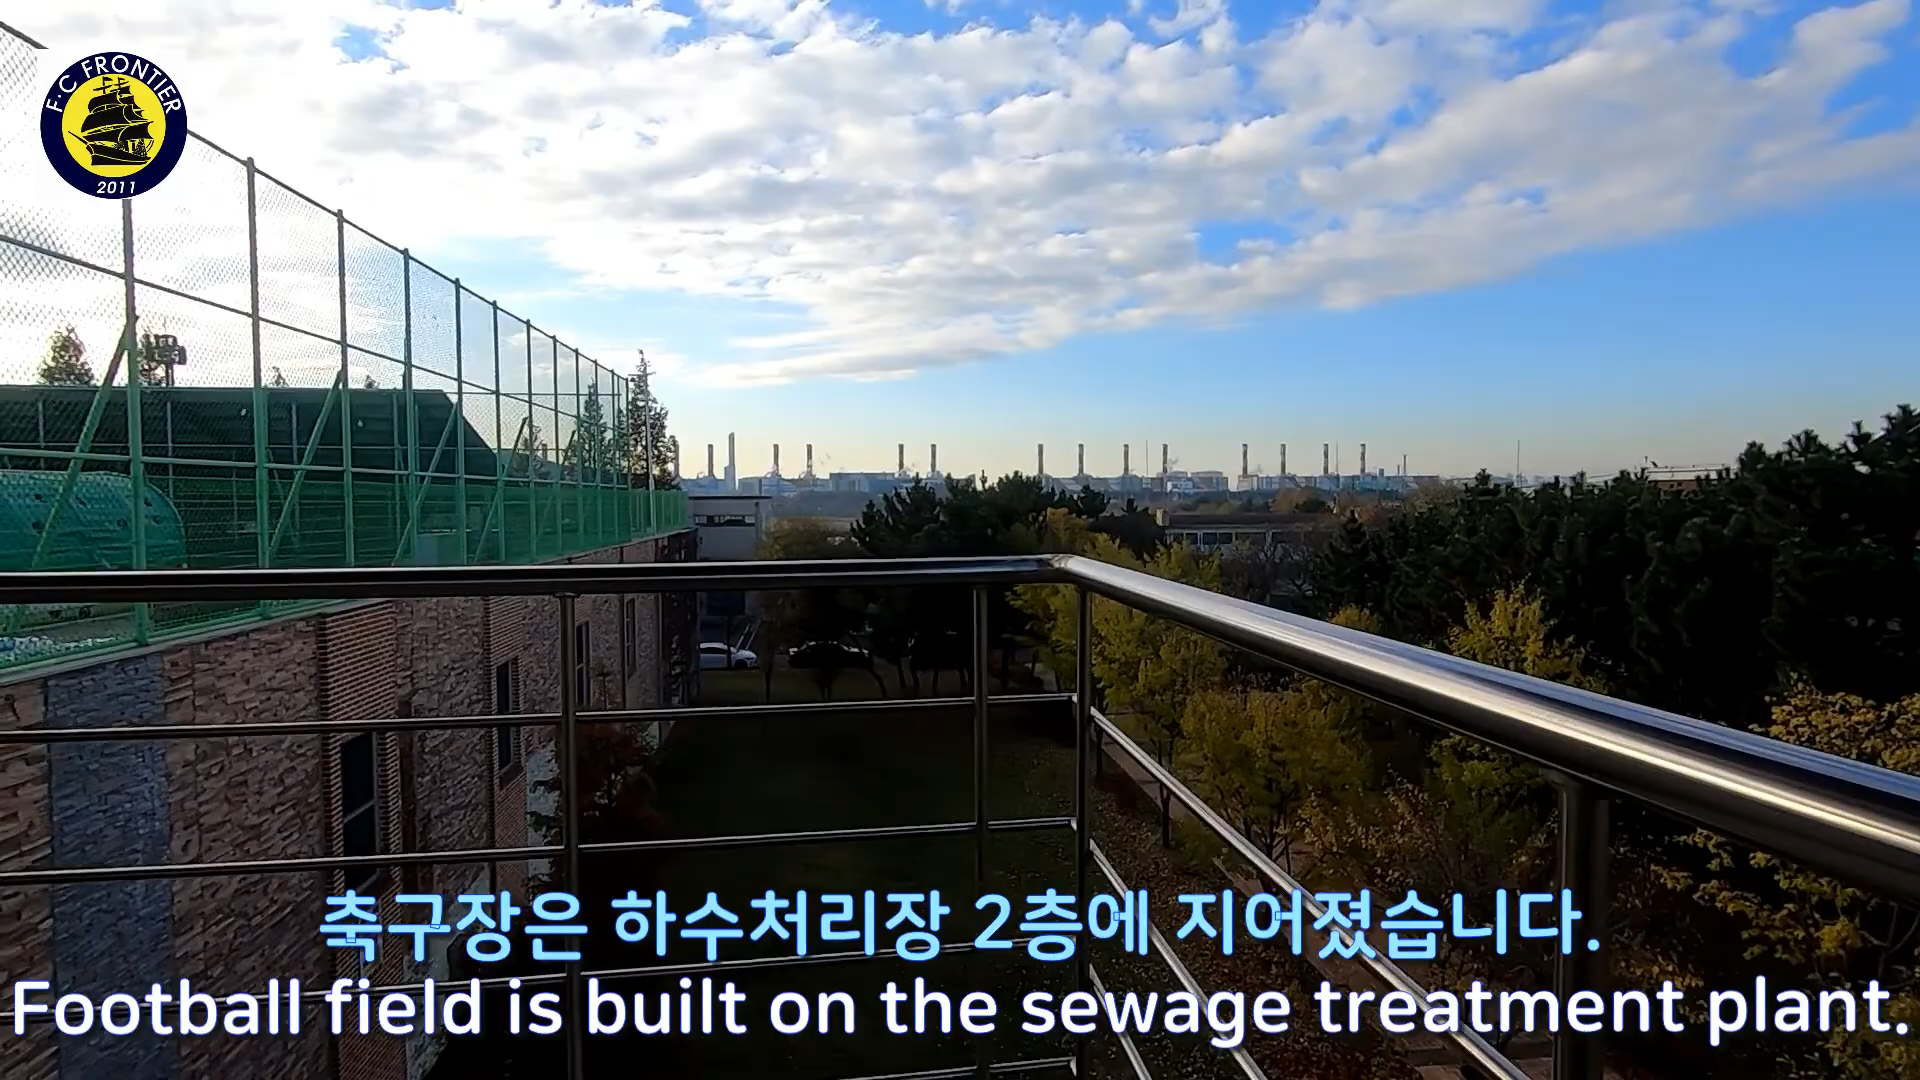 F·C FRONTIER
2011
축구장은 하수처리장 2층에 지어졌습니다.
Football field is built on the sewage treatment plant.